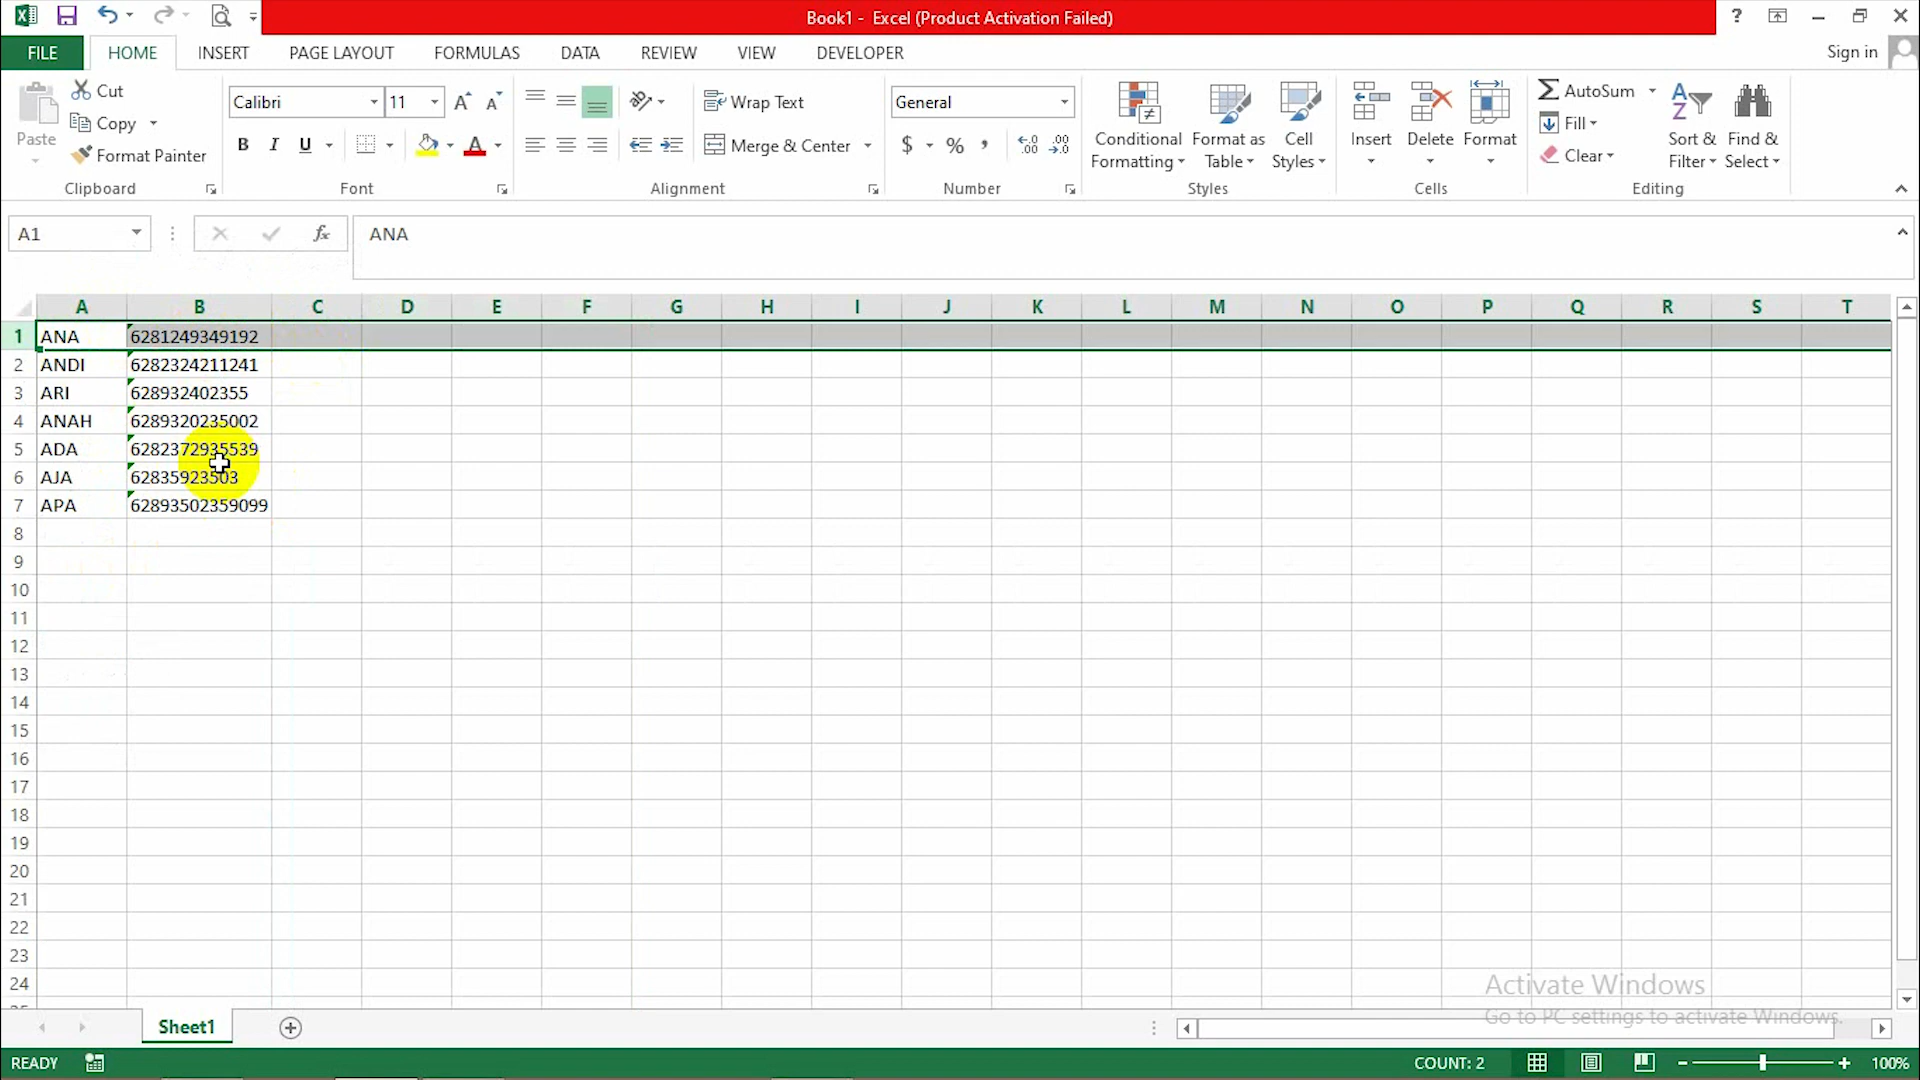 Book1 - Excel (Product Activation Failed)
?
FILE HOME INSERT PAGE LAYOUT FORMULAS DATA REVIEW VIEW DEVELOPER Sign in
Paste
Cut
Copy
Format Painter
Clipboard
Calibri 11
B I U
Font
Wrap Text
Merge & Center
Alignment
General
$ % ,
Number
Conditional Formatting
Format as Table
Cell Styles
Styles
Insert
Delete
Format
Cells
AutoSum
Fill
Clear
Sort & Filter
Find & Select
Editing
A1 fx ANA
A B C D E F G H I J K L M N O P Q R S T
1 ANA 6281249349192
2 ANDI 6282324211241
3 ARI 628932402355
4 ANAH 6289320235002
5 ADA 6282372935539
6 AJA 62835923503
7 APA 62893502359099
8
9
10
11
12
13
14
15
16
17
18
19
20
21
22
23
24
Activate Windows
Go to PC settings to activate Windows.
Sheet1
READY COUNT: 2 100%